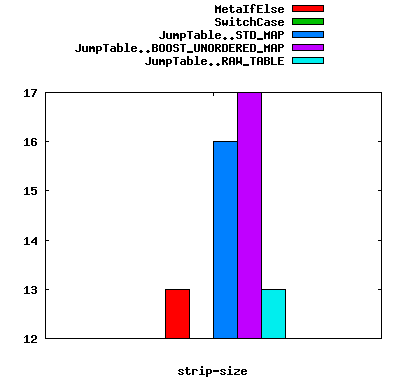 MetaIfElse
SwitchCase
JumpTable..STD_MAP
JumpTable..BOOST_UNORDERED_MAP
JumpTable..RAW_TABLE
17
16
15
14
13
12
strip-size